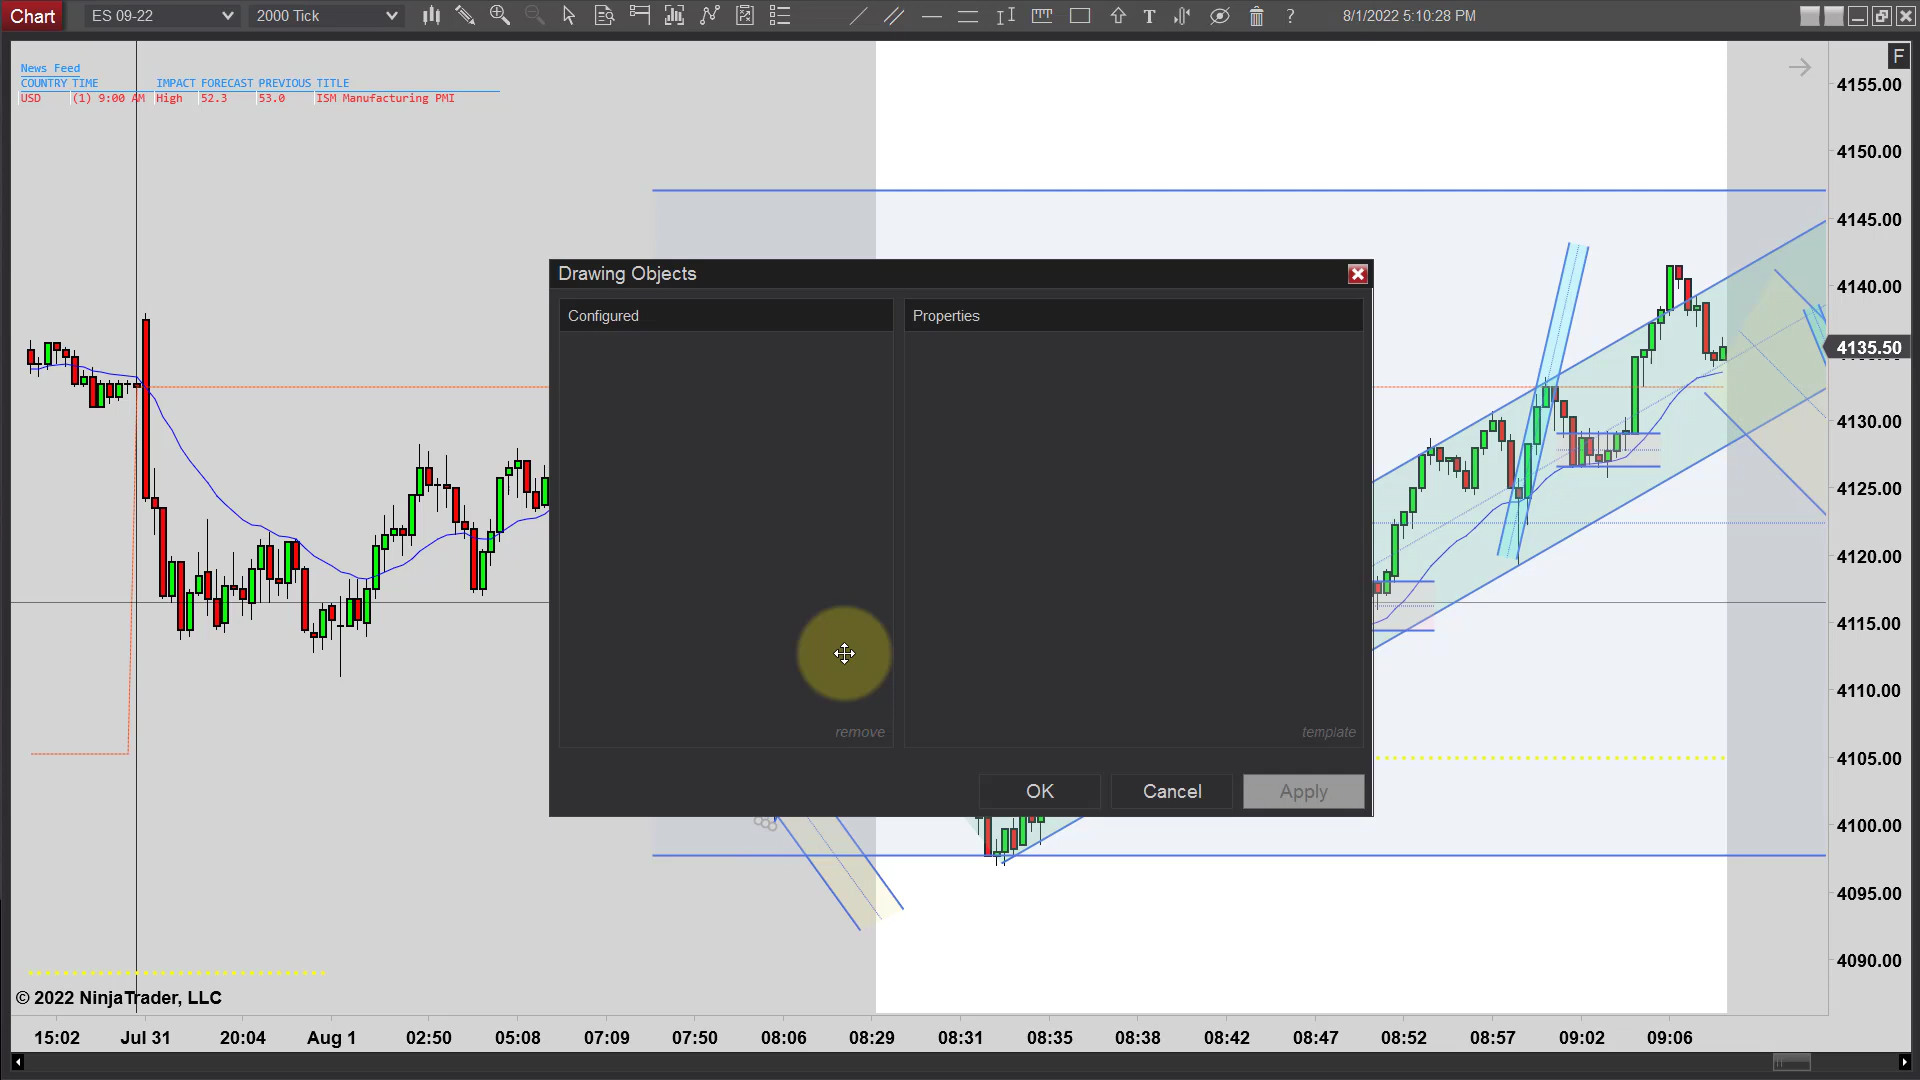 Chart ES 09-22 2000 Tick T ? 8/1/2022 5:10:28 PM
F
News Feed
COUNTRY TIME IMPACT FORECAST PREVIOUS TITLE
USD (1) 9:00 AM High 52.3 53.0 ISM Manufacturing PMI
4155.00
4150.00
4145.00
4140.00
4135.50
4130.00
4125.00
4120.00
4115.00
4110.00
4105.00
4100.00
4095.00
4090.00
Drawing Objects
Configured
Properties
remove
template
OK Cancel Apply
© 2022 NinjaTrader, LLC
15:02 Jul 31 20:04 Aug 1 02:50 05:08 07:09 07:50 08:06 08:29 08:31 08:35 08:38 08:42 08:47 08:52 08:57 09:02 09:06